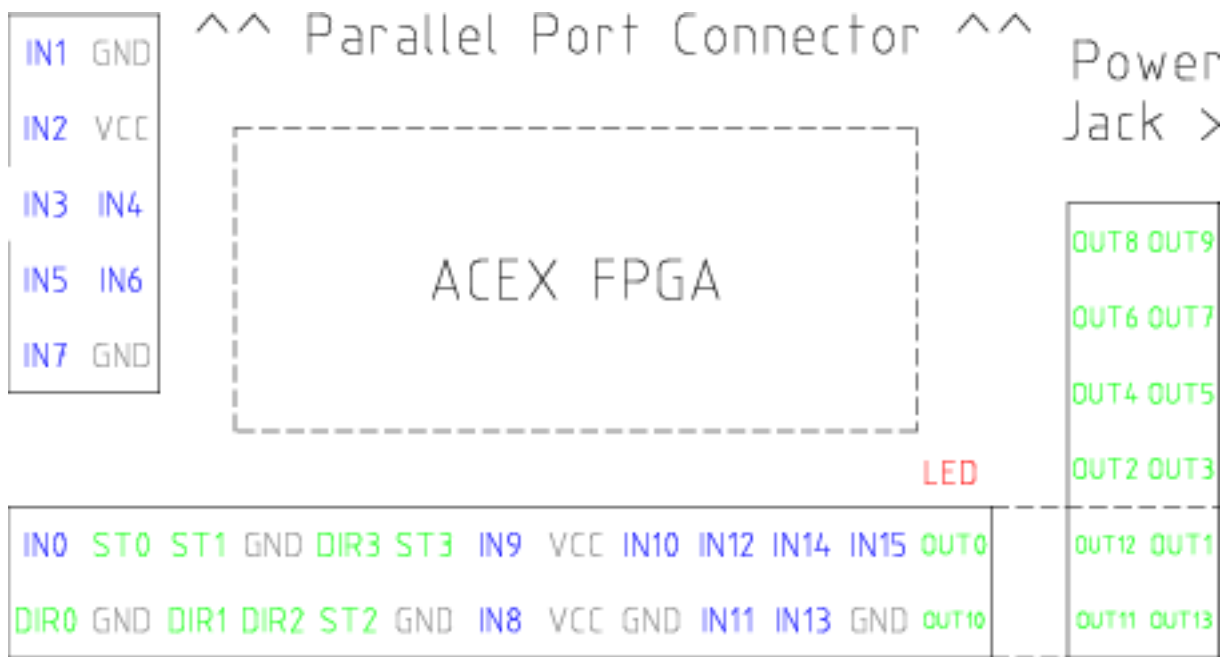 ^^ Parallel Port Connector ^^
Power
Jack >
IN1 GND
IN2 VCC
IN3 IN4
IN5 IN6
IN7 GND
ACEX FPGA
OUT8 OUT9
OUT6 OUT7
OUT4 OUT5
OUT2 OUT3
LED
IN0 ST0 ST1 GND DIR3 ST3 IN9 VCC IN10 IN12 IN14 IN15 OUT0
OUT12 OUT1
DIR0 GND DIR1 DIR2 ST2 GND IN8 VCC GND IN11 IN13 GND OUT10
OUT11 OUT13